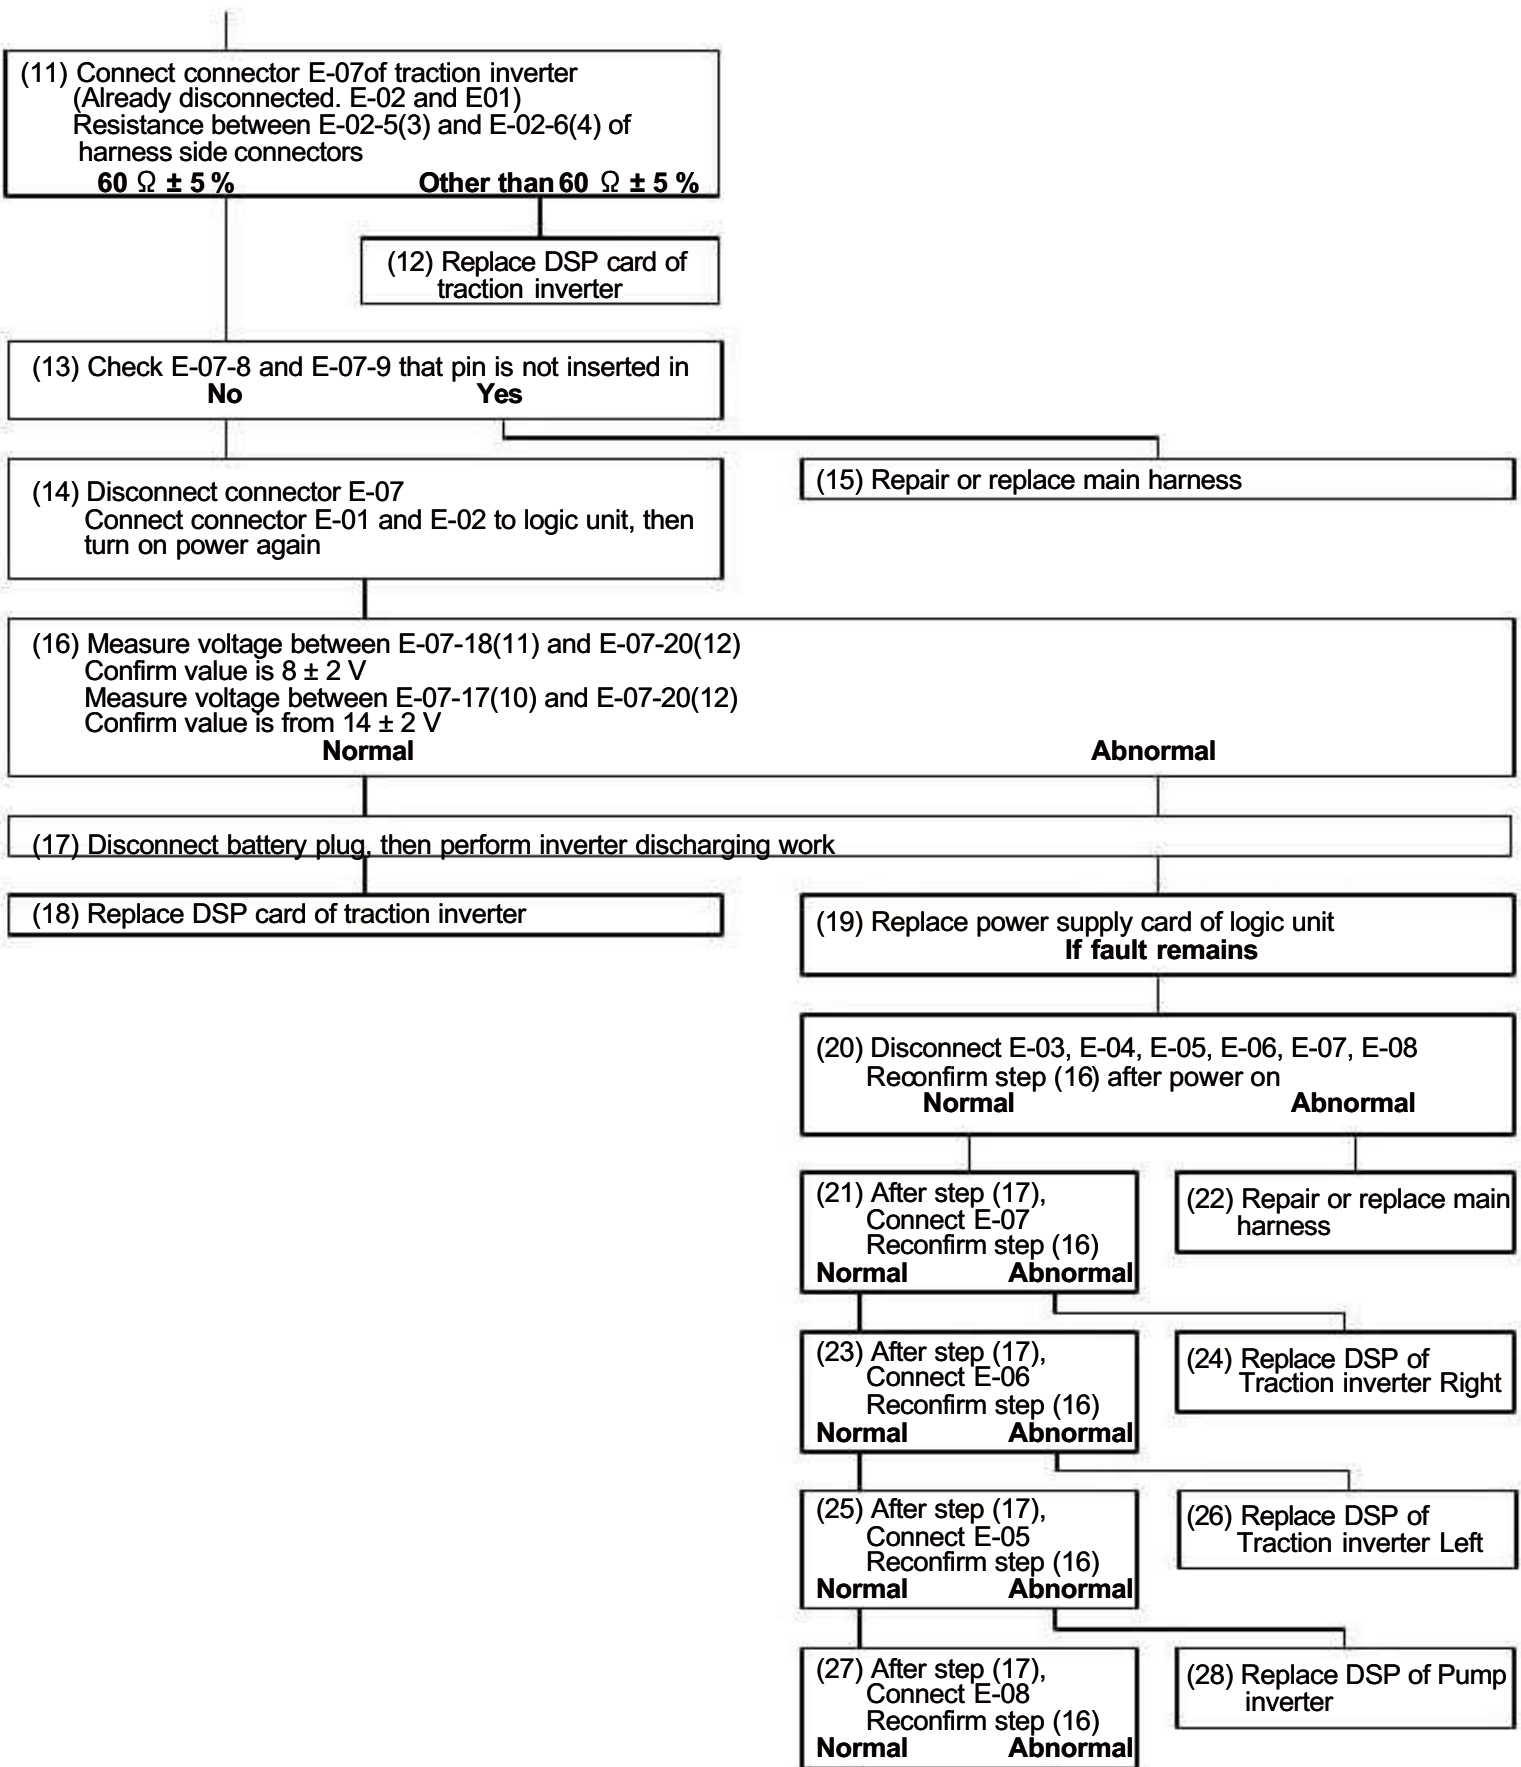 (11) Connect connector E-07of traction inverter
(Already disconnected. E-02 and E01)
Resistance between E-02-5(3) and E-02-6(4) of
harness side connectors
60 Ω ± 5 % Other than 60 Ω ± 5 %
(12) Replace DSP card of
traction inverter
(13) Check E-07-8 and E-07-9 that pin is not inserted in
No Yes
(14) Disconnect connector E-07
Connect connector E-01 and E-02 to logic unit, then
turn on power again
(15) Repair or replace main harness
(16) Measure voltage between E-07-18(11) and E-07-20(12)
Confirm value is 8 ± 2 V
Measure voltage between E-07-17(10) and E-07-20(12)
Confirm value is from 14 ± 2 V
Normal Abnormal
(17) Disconnect battery plug, then perform inverter discharging work
(18) Replace DSP card of traction inverter
(19) Replace power supply card of logic unit
If fault remains
(20) Disconnect E-03, E-04, E-05, E-06, E-07, E-08
Reconfirm step (16) after power on
Normal Abnormal
(21) After step (17),
Connect E-07
Reconfirm step (16)
Normal Abnormal
(22) Repair or replace main
harness
(23) After step (17),
Connect E-06
Reconfirm step (16)
Normal Abnormal
(24) Replace DSP of
Traction inverter Right
(25) After step (17),
Connect E-05
Reconfirm step (16)
Normal Abnormal
(26) Replace DSP of
Traction inverter Left
(27) After step (17),
Connect E-08
Reconfirm step (16)
Normal Abnormal
(28) Replace DSP of Pump
inverter